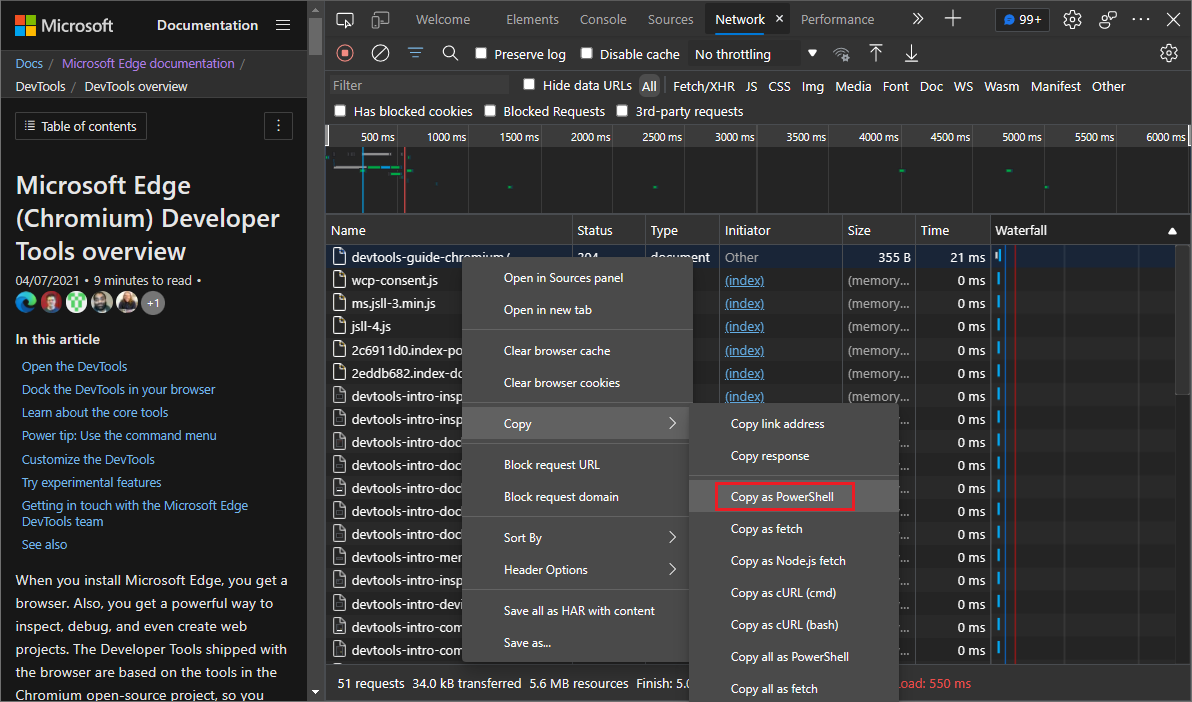 Microsoft
Documentation
Docs / Microsoft Edge documentation /
DevTools / DevTools overview
Table of contents
Microsoft Edge
(Chromium) Developer
Tools overview
04/07/2021 • 9 minutes to read •
+1
In this article
Open the DevTools
Dock the DevTools in your browser
Learn about the core tools
Power tip: Use the command menu
Customize the DevTools
Try experimental features
Getting in touch with the Microsoft Edge
DevTools team
See also
When you install Microsoft Edge, you get a
browser. Also, you get a powerful way to
inspect, debug, and even create web
projects. The Developer Tools shipped with
the browser are based on the tools in the
Chromium open-source project, so you
Welcome Elements Console Sources Network Performance 99+
Preserve log Disable cache No throttling
Filter Hide data URLs All Fetch/XHR JS CSS Img Media Font Doc WS Wasm Manifest Other
Has blocked cookies Blocked Requests 3rd-party requests
500 ms 1000 ms 1500 ms 2000 ms 2500 ms 3000 ms 3500 ms 4000 ms 4500 ms 5000 ms 5500 ms 6000 ms
Name Status Type Initiator Size Time Waterfall
devtools-guide-chromium/ 304 document Other 355 B 21 ms
wcp-consent.js (index) (memory... 0 ms
ms.jsll-3.min.js (index) (memory... 0 ms
jsll-4.js (index) (memory... 0 ms
2c6911d0.index-po (index) (memory... 0 ms
2eddb682.index-do (index) (memory... 0 ms
devtools-intro-insp (index) (memory... 0 ms
devtools-intro-insp 0 ms
devtools-intro-doc 0 ms
devtools-intro-doc 0 ms
devtools-intro-doc 0 ms
devtools-intro-doc 0 ms
devtools-intro-doc 0 ms
devtools-intro-mer 0 ms
devtools-intro-insp 0 ms
devtools-intro-devi 0 ms
devtools-intro-com 0 ms
devtools-intro-com 0 ms
Open in Sources panel
Open in new tab
Clear browser cache
Clear browser cookies
Copy
Block request URL
Block request domain
Sort By
Header Options
Save all as HAR with content
Save as...
Copy link address
Copy response
Copy as PowerShell
Copy as fetch
Copy as Node.js fetch
Copy as cURL (cmd)
Copy as cURL (bash)
Copy all as PowerShell
Copy all as fetch
51 requests 34.0 kB transferred 5.6 MB resources Finish: 5.0 oad: 550 ms